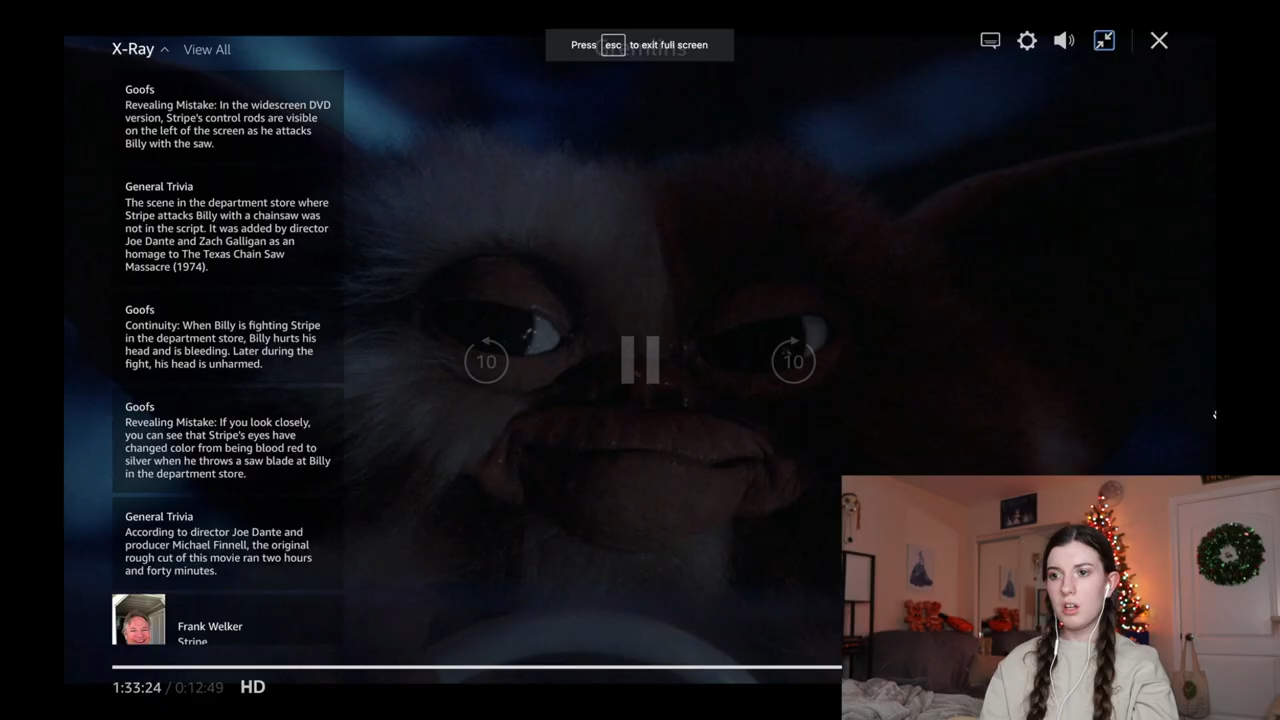 X-Ray View All
Press esc to exit full screen
Gremlins
Goofs
Revealing Mistake: In the widescreen DVD
version, Stripe's control rods are visible
on the left of the screen as he attacks
Billy with the saw.
General Trivia
The scene in the department store where
Stripe attacks Billy with a chainsaw was
not in the script. It was added by director
Joe Dante and Zach Galligan as an
homage to The Texas Chain Saw
Massacre (1974).
Goofs
Continuity: When Billy is fighting Stripe
in the department store, Billy hurts his
head and is bleeding. Later during the
fight, his head is unharmed.
Goofs
Revealing Mistake: If you look closely,
you can see that Stripe's eyes have
changed color from being blood red to
silver when he throws a saw blade at Billy
in the department store.
General Trivia
According to director Joe Dante and
producer Michael Finnell, the original
rough cut of this movie ran two hours
and forty minutes.
Frank Welker
Stripe
10
10
1:33:24 / 0:12:49 HD